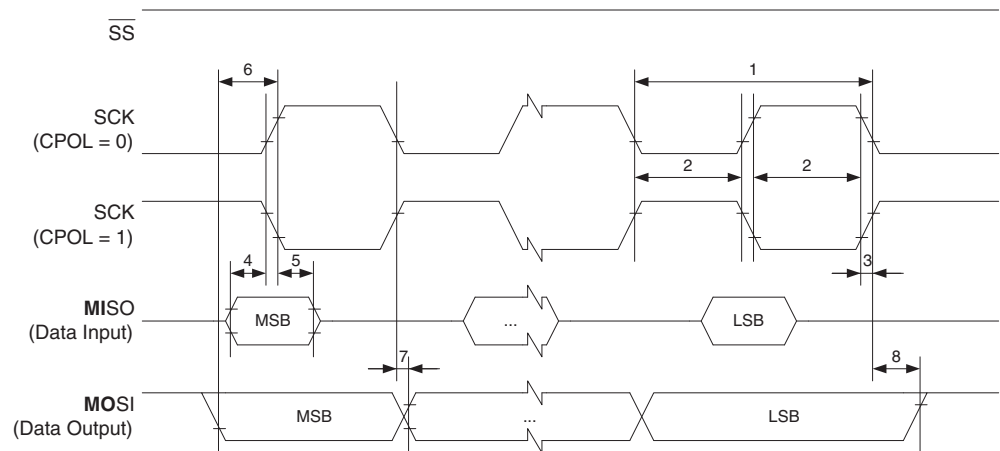 SS
6
1
SCK
(CPOL = 0)
2
2
SCK
(CPOL = 1)
4
5
3
MISO
(Data Input)
MSB
...
LSB
7
8
MOSI
(Data Output)
MSB
...
LSB